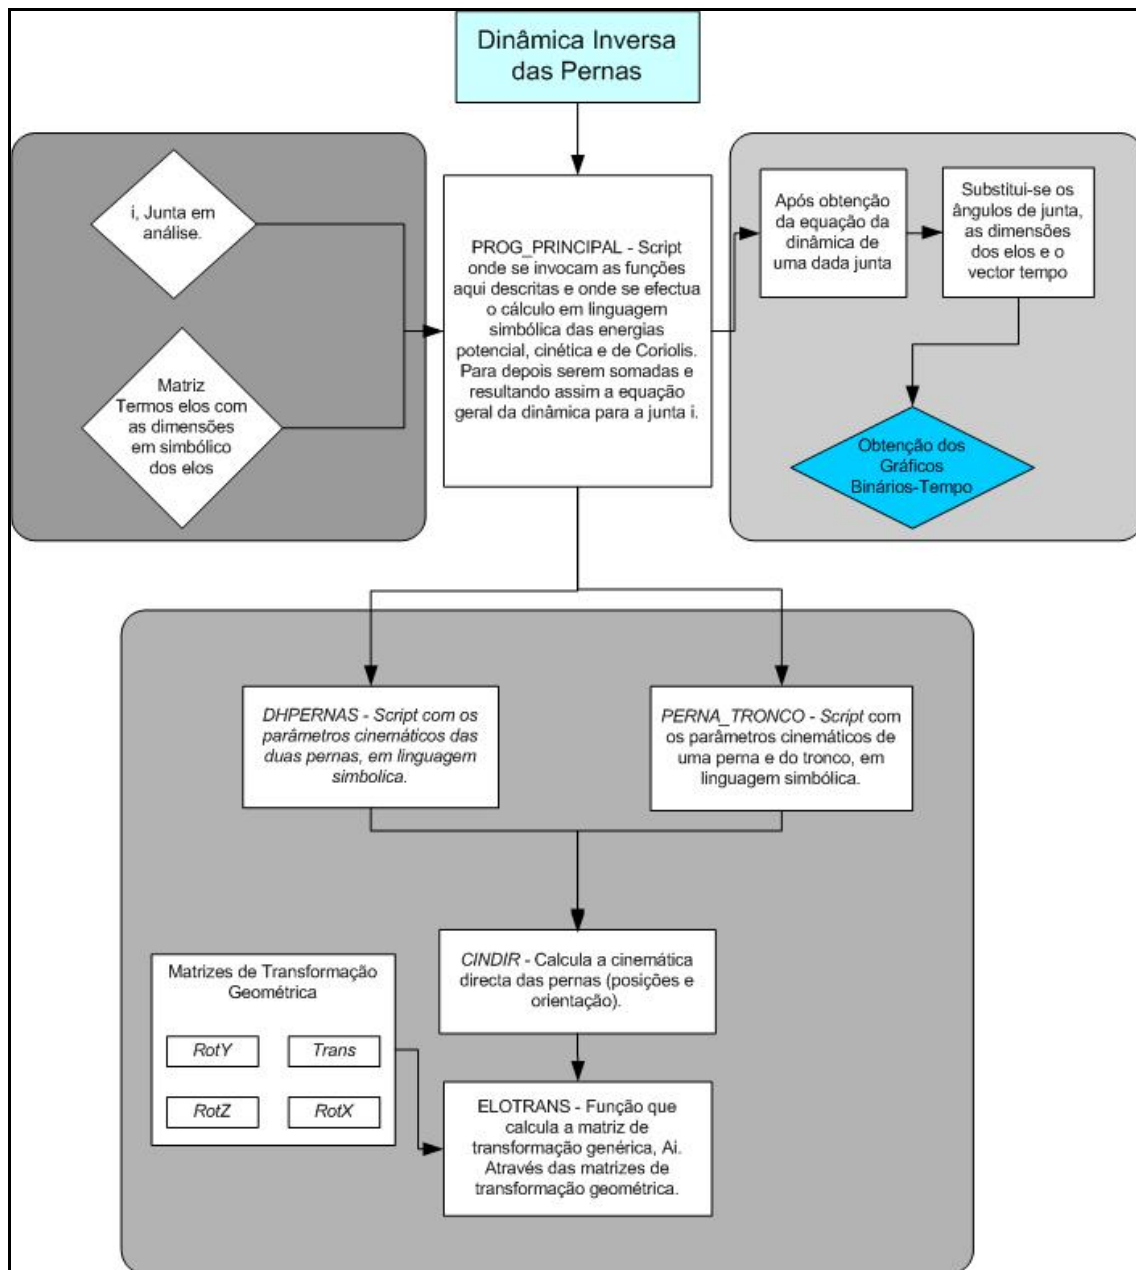 Dinâmica Inversa
das Pernas
i, Junta em
análise.
Matriz
Termos elos com
as dimensões
em simbólico
dos elos
PROG_PRINCIPAL - Script
onde se invocam as funções
aqui descritas e onde se efectua
o cálculo em linguagem
simbólica das energias
potencial, cinética e de Coriolis.
Para depois serem somadas e
resultando assim a equação
geral da dinâmica para a junta i.
Após obtenção
da equação da
dinâmica de
uma dada junta
Substitui-se os
ângulos de junta,
as dimensões
dos elos e o
vector tempo
Obtenção dos
Gráficos
Binários-Tempo
DHPERNAS - Script com os
parâmetros cinemáticos das
duas pernas, em linguagem
simbolica.
PERNA_TRONCO - Script com
os parâmetros cinemáticos de
uma perna e do tronco, em
linguagem simbólica.
CINDIR - Calcula a cinemática
directa das pernas (posições e
orientação).
Matrizes de Transformação
Geométrica
RotY
Trans
RotZ
RotX
ELOTRANS - Função que
calcula a matriz de
transformação genérica, Ai.
Através das matrizes de
transformação geométrica.